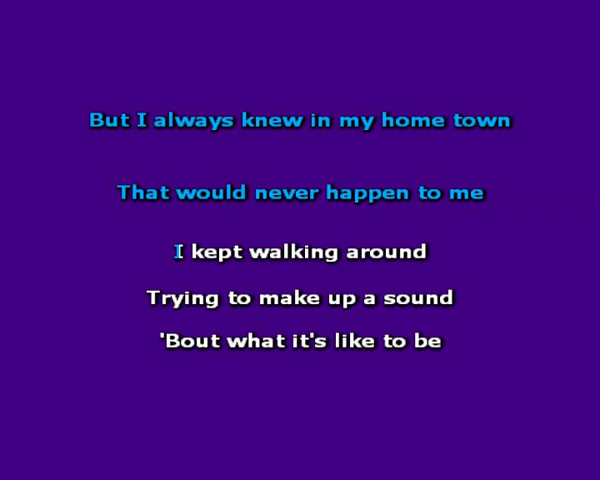 But I always knew in my home town
That would never happen to me
I kept walking around
Trying to make up a sound
'Bout what it's like to be